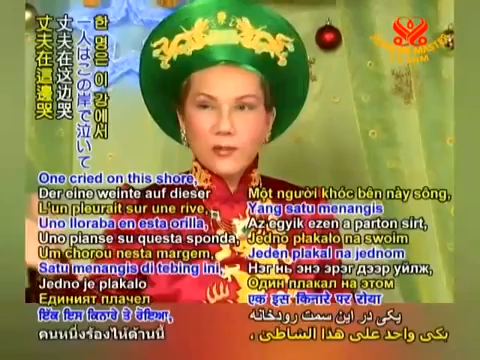 한 명은 이 강에서
一人はこの岸で泣いて
丈夫在这边哭
丈夫在這邊哭
One cried on this shore,
Der eine weinte auf dieser
L'un pleurait sur une rive,
Uno lloraba en esta orilla,
Uno pianse su questa sponda,
Um chorou nesta margem,
Satu menangis di tebing ini,
Jedno je plakalo
Единият плачел
ਇੱਕ ਇਸ ਕਿਨਾਰੇ ਤੇ ਰੋਇਆ,
คนหนึ่งร้องไห้ด้านนี้
Một người khóc bên này sông,
Yang satu menangis
Az egyik ezen a parton sírt,
Jedno plakało na swoim
Jeden plakal na jednom
Нэг нь энэ эрэг дээр уйлж,
Один плакал на этом
एक इस किनारे पर रोया
یکی در این سمت رودخانه
بكى واحد على هذا الشاطئ ،